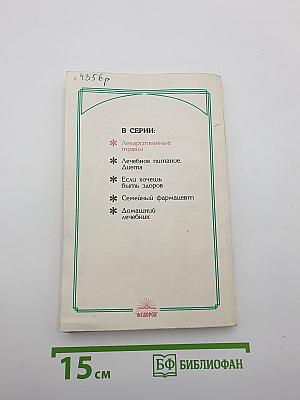 4356р
В СЕРИИ:
* Лекарственные
травы
* Лечебное питание.
Диета
* Если хочешь
быть здоров
* Семейный фармацевт
* Домашний
лечебник
ФЕДОРОВ
15 см
БФ БИБЛИОФАН